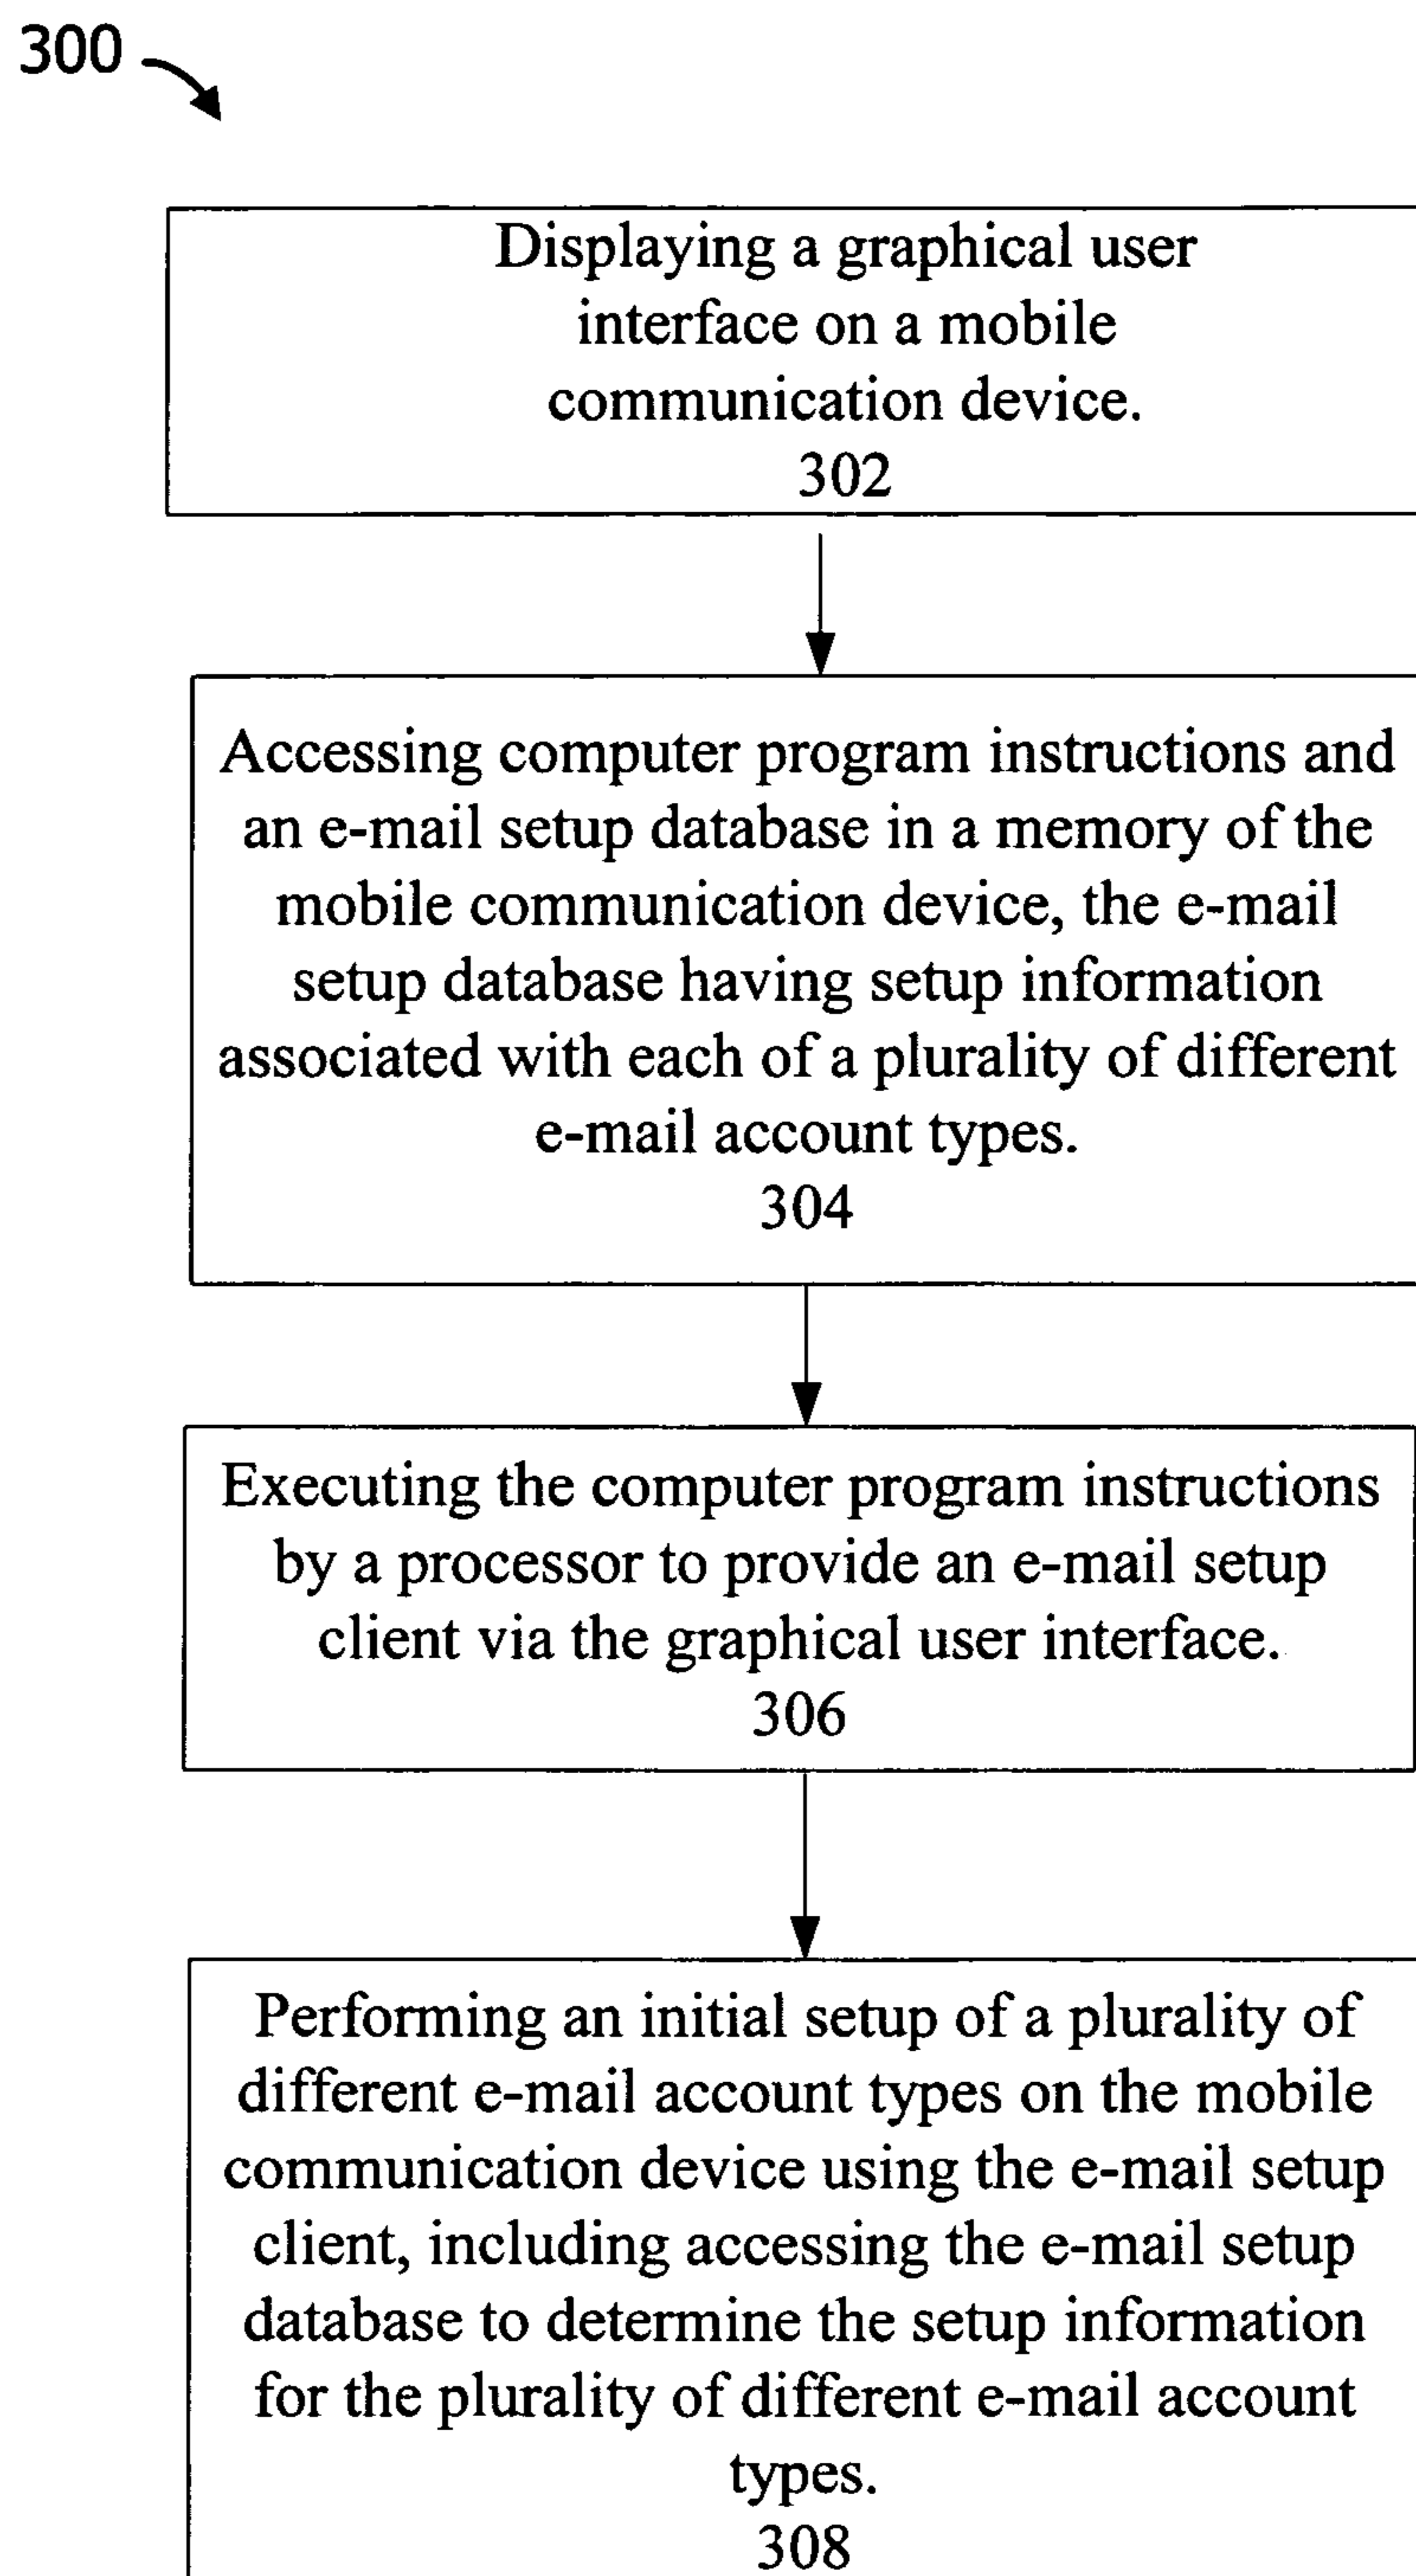 300
Displaying a graphical user
interface on a mobile
communication device.
302
Accessing computer program instructions and
an e-mail setup database in a memory of the
mobile communication device, the e-mail
setup database having setup information
associated with each of a plurality of different
e-mail account types.
304
Executing the computer program instructions
by a processor to provide an e-mail setup
client via the graphical user interface.
306
Performing an initial setup of a plurality of
different e-mail account types on the mobile
communication device using the e-mail setup
client, including accessing the e-mail setup
database to determine the setup information
for the plurality of different e-mail account
types.
308